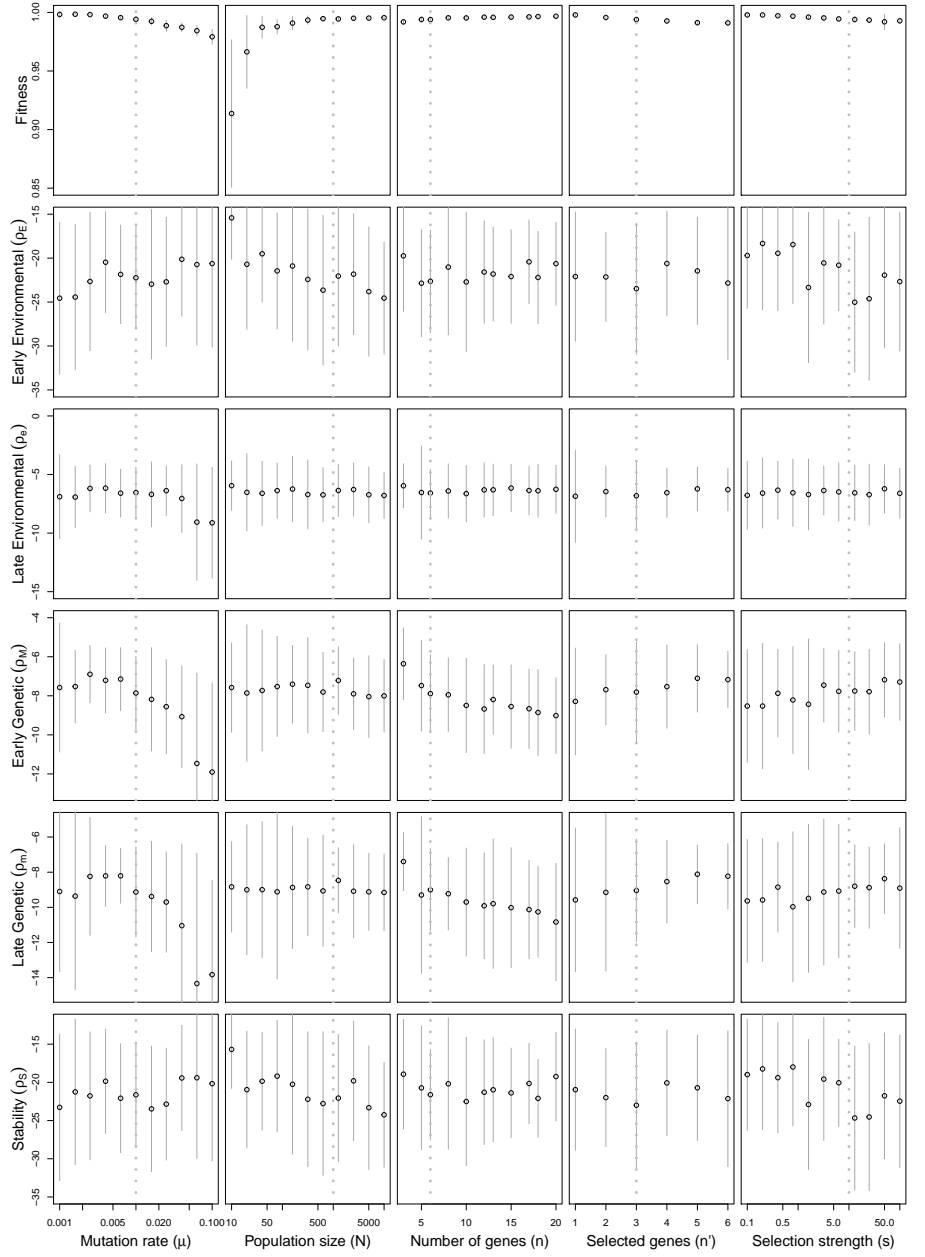 Fitness
0.85 0.90 0.95 1.00
Early Environmental (ρE)
−35 −30 −25 −20 −15
Late Environmental (ρe)
−15 −10 −5 0
Early Genetic (ρM)
−12 −10 −8 −6 −4
Late Genetic (ρm)
−14 −12 −10 −8 −6
Stability (ρS)
−35 −30 −25 −20 −15
0.001 0.005 0.020 0.100
10 50 500 5000
5 10 15 20
1 2 3 4 5 6
0.1 0.5 5.0 50.0
Mutation rate (μ)
Population size (N)
Number of genes (n)
Selected genes (n')
Selection strength (s)